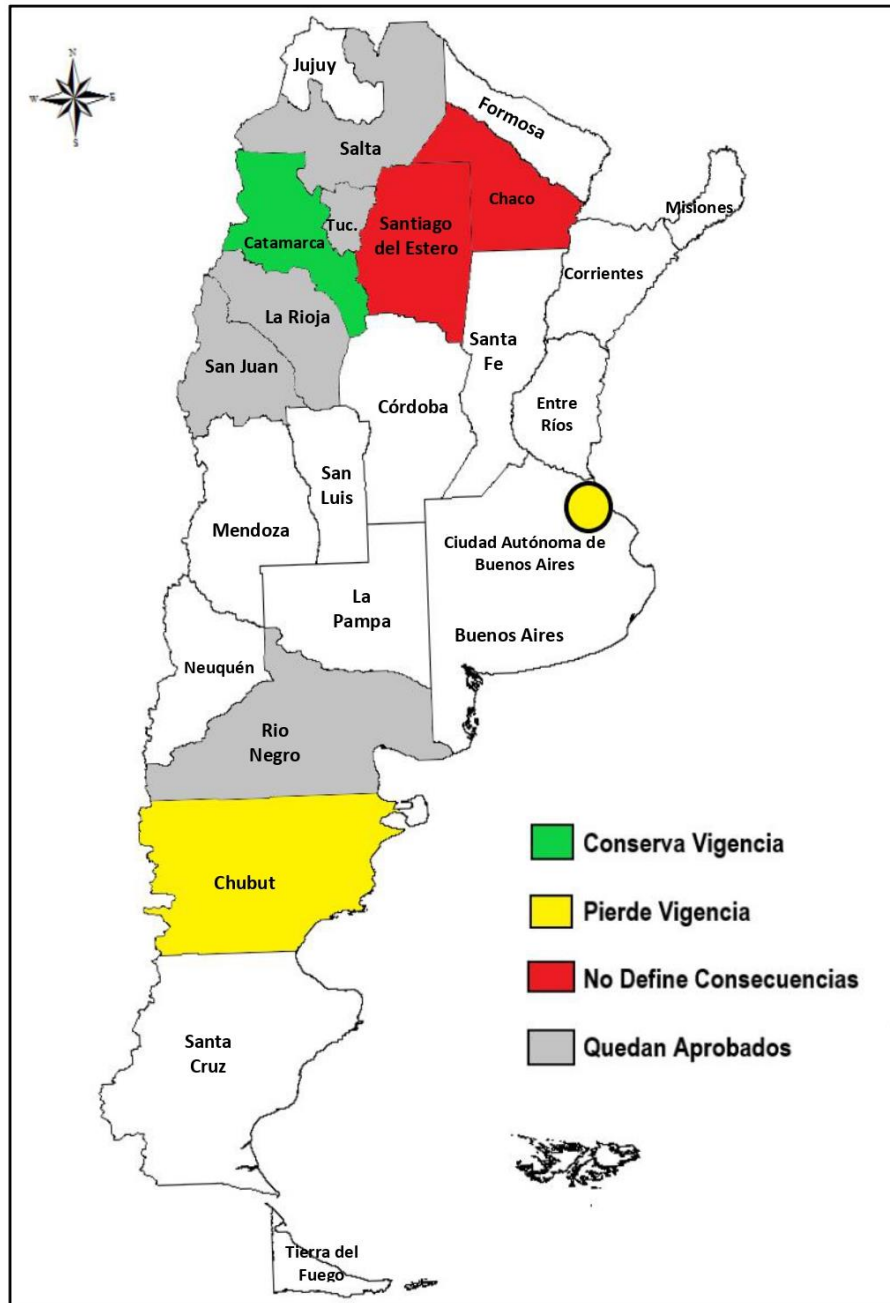 N
W
E
S
Jujuy
Formosa
Salta
Chaco
Misiones
Tuc.
Santiago
del Estero
Catamarca
Corrientes
La Rioja
Santa
Fe
San Juan
Córdoba
Entre
Ríos
San
Luis
Mendoza
Ciudad Autónoma de
Buenos Aires
La
Pampa
Buenos Aires
Neuquén
Rio
Negro
Chubut
Santa
Cruz
Tierra del
Fuego
Conserva Vigencia
Pierde Vigencia
No Define Consecuencias
Quedan Aprobados